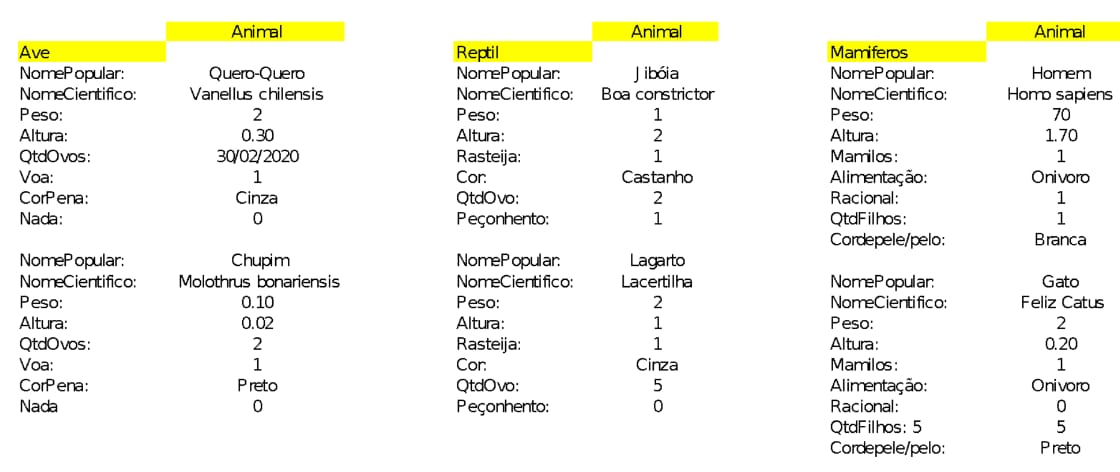 Animal
Ave
NomePopular: Quero-Quero
NomeCientifico: Vanellus chilensis
Peso: 2
Altura: 0.30
QtdOvos: 30/02/2020
Voa: 1
CorPena: Cinza
Nada: 0
NomePopular: Chupim
NomeCientifico: Molothrus bonariensis
Peso: 0.10
Altura: 0.02
QtdOvos: 2
Voa: 1
CorPena: Preto
Nada 0
Animal
Reptil
NomePopular: Jibóia
NomeCientifico: Boa constrictor
Peso: 1
Altura: 2
Rasteija: 1
Cor: Castanho
QtdOvo: 2
Peçonhento: 1
NomePopular: Lagarto
NomeCientifico: Lacertilha
Peso: 2
Altura: 1
Rasteija: 1
Cor: Cinza
QtdOvo: 5
Peçonhento: 0
Animal
Mamiferos
NomePopular: Homem
NomeCientifico: Homo sapiens
Peso: 70
Altura: 1.70
Mamilos: 1
Alimentação: Onivoro
Racional: 1
QtdFilhos: 1
Cordepele/pelo: Branca
NomePopular: Gato
NomeCientifico: Feliz Catus
Peso: 2
Altura: 0.20
Mamilos: 1
Alimentação: Onivoro
Racional: 0
QtdFilhos: 5 5
Cordepele/pelo: Preto